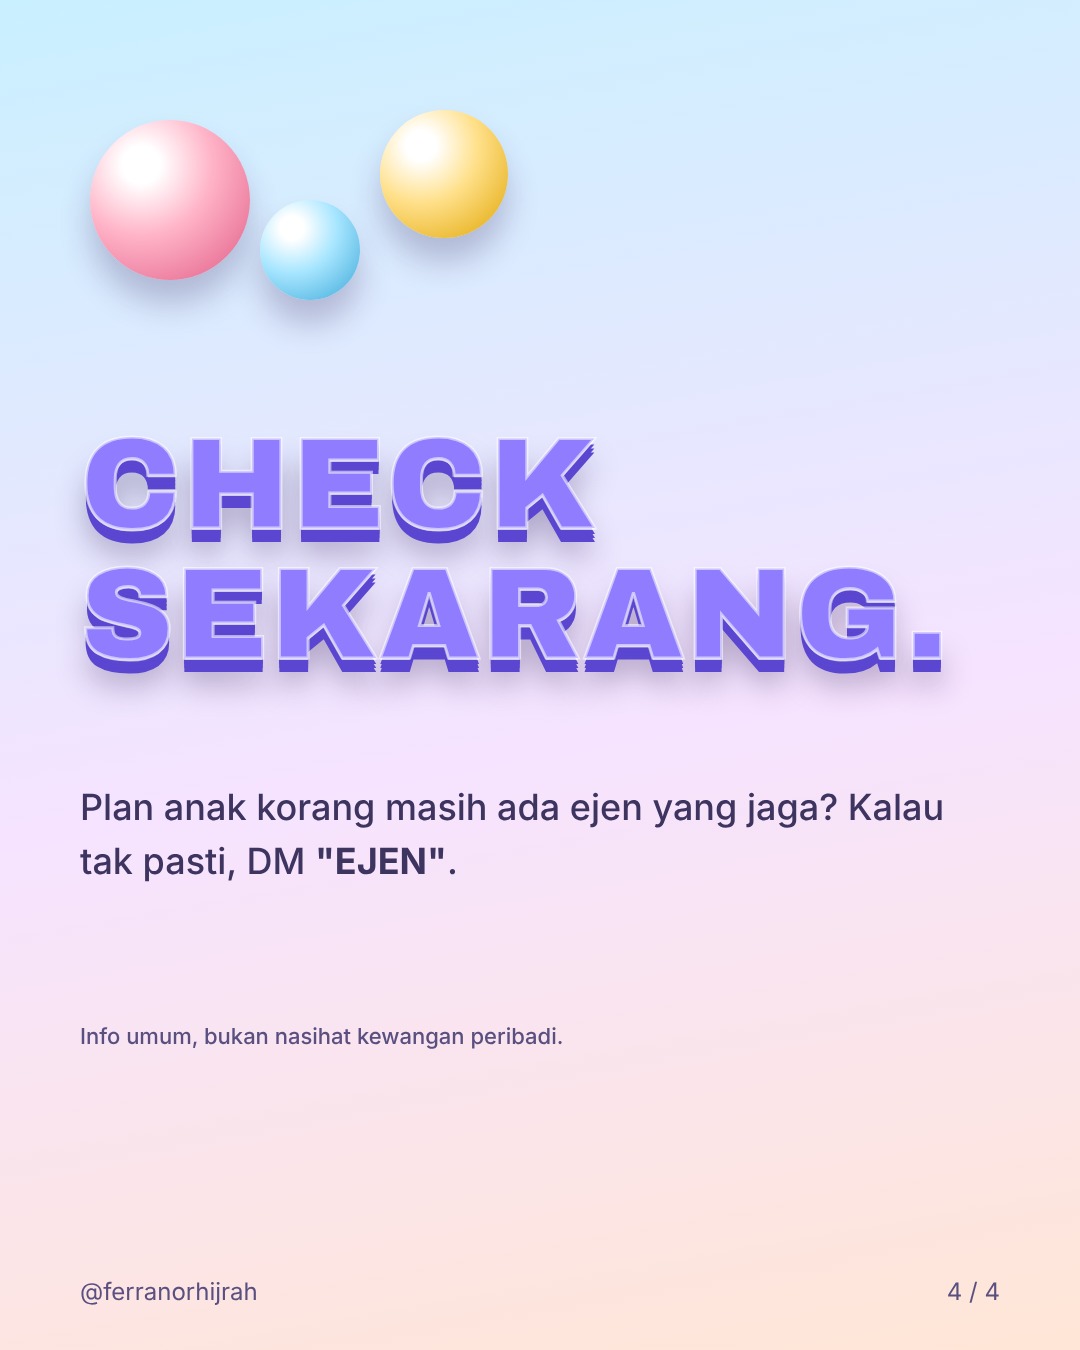 CHECK
SEKARANG.
Plan anak korang masih ada ejen yang jaga? Kalau
tak pasti, DM "EJEN".
Info umum, bukan nasihat kewangan peribadi.
@ferranorhijrah
4 / 4